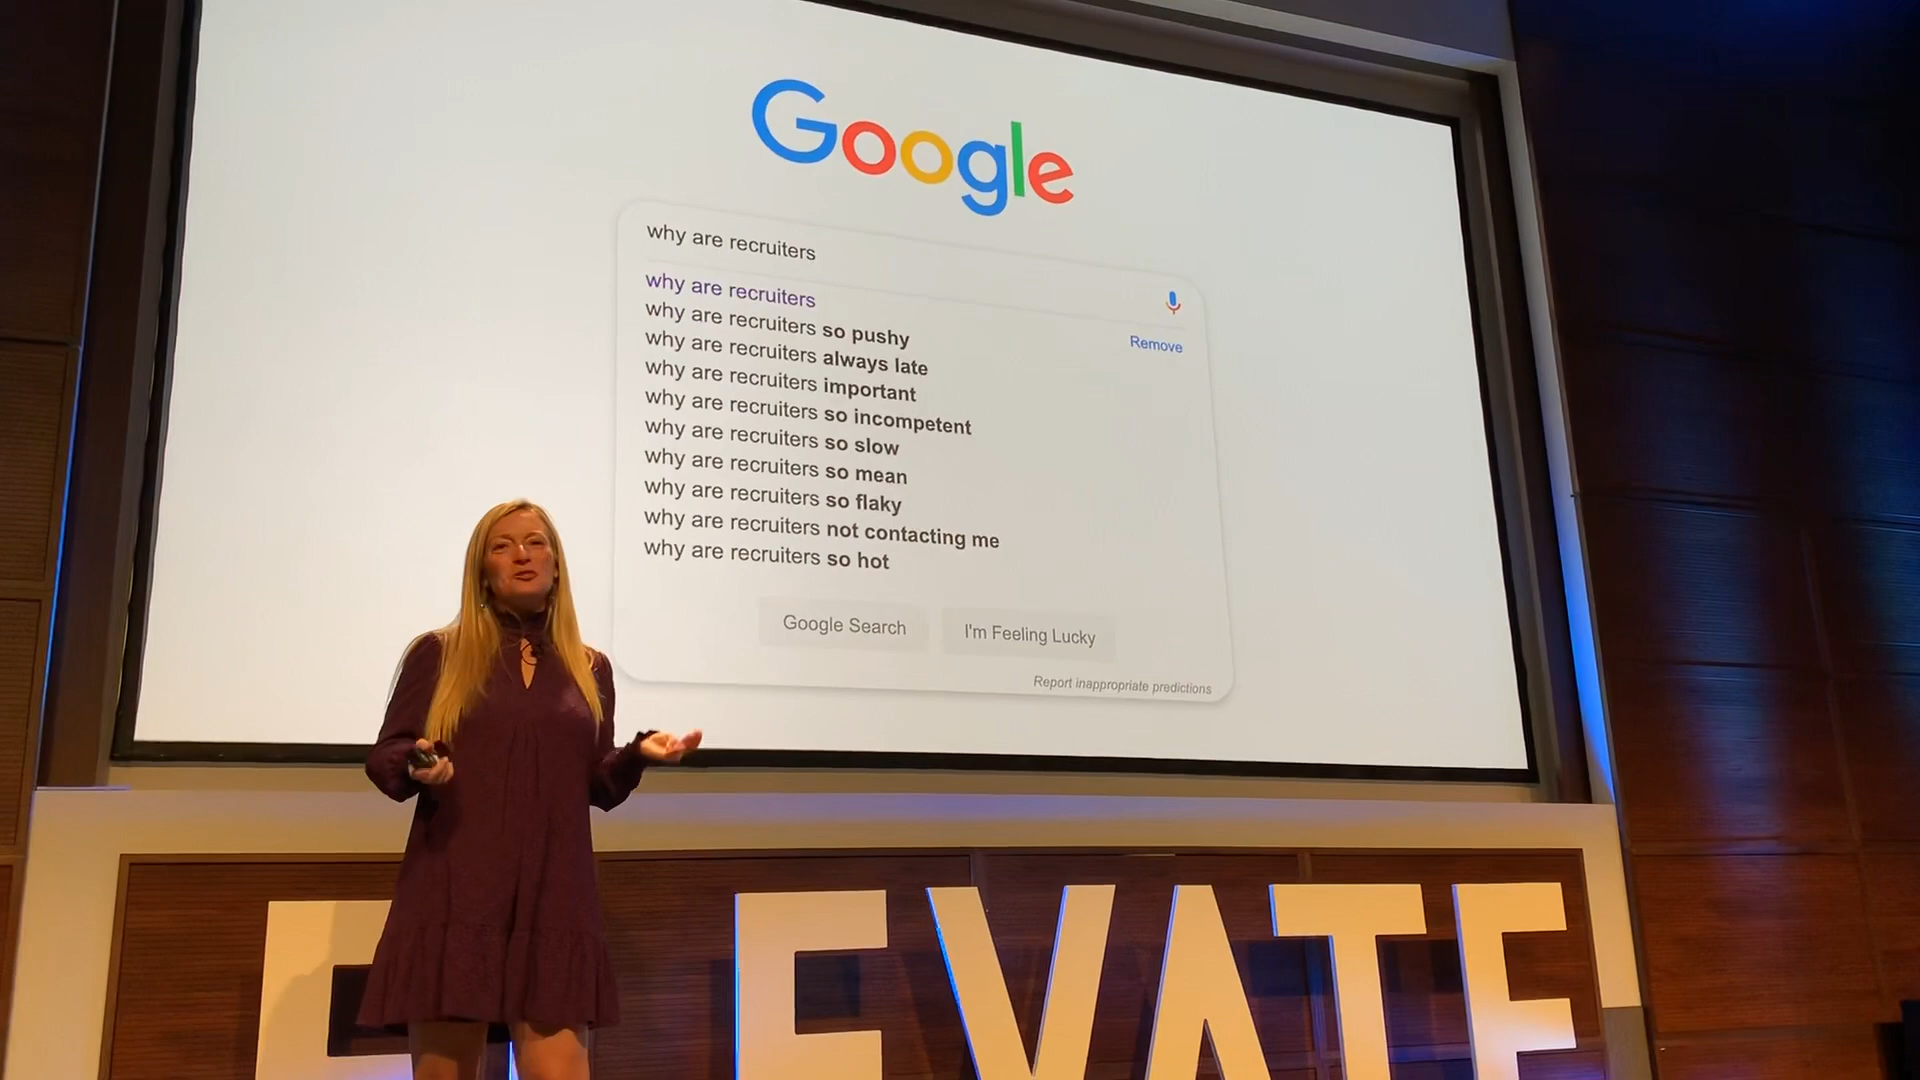 Google
why are recruiters
why are recruiters
why are recruiters so pushy
Remove
why are recruiters always late
why are recruiters important
why are recruiters so incompetent
why are recruiters so slow
why are recruiters so mean
why are recruiters so flaky
why are recruiters not contacting me
why are recruiters so hot
Google Search
I'm Feeling Lucky
Report inappropriate predictions
E EVATE